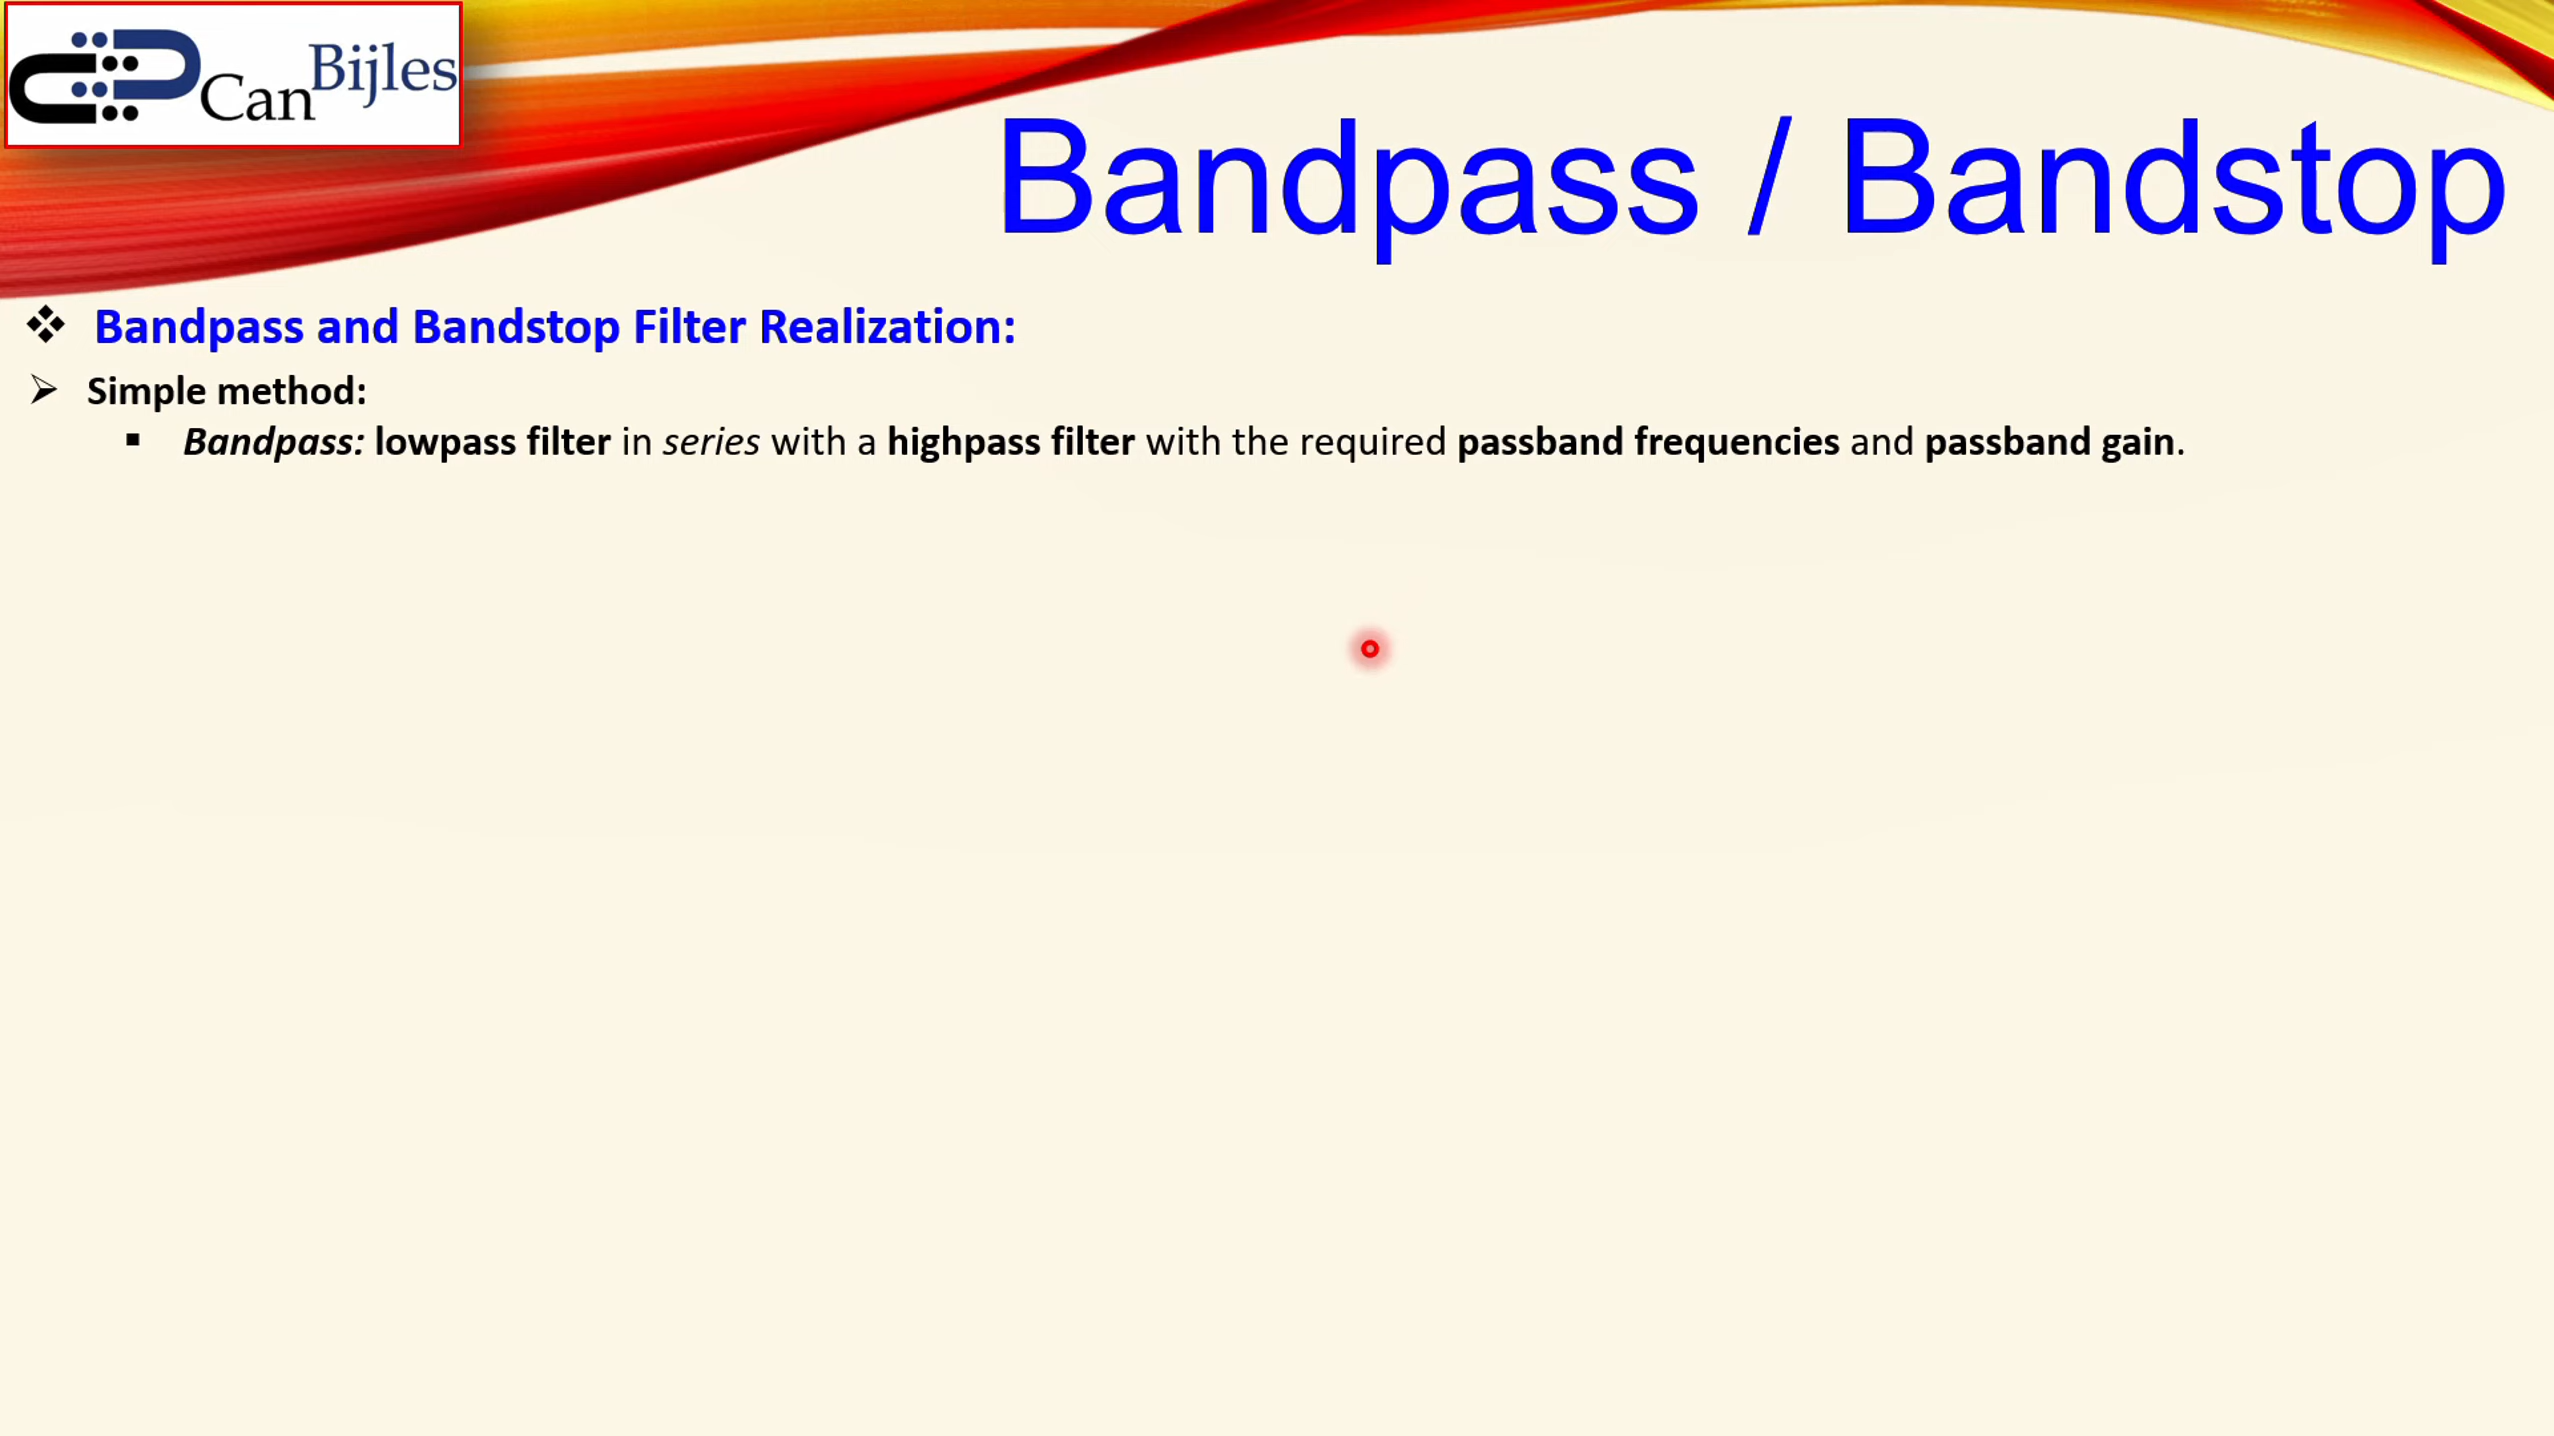 Can Bijles
Bandpass / Bandstop
Bandpass and Bandstop Filter Realization:
Simple method:
Bandpass: lowpass filter in series with a highpass filter with the required passband frequencies and passband gain.